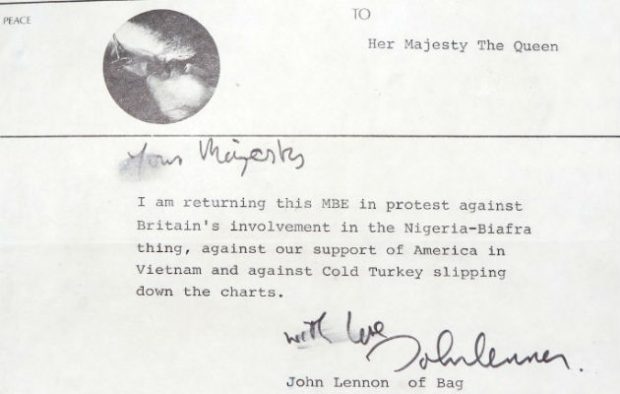 PEACE
TO
Her Majesty The Queen
Your Majesty
I am returning this MBE in protest against
Britain's involvement in the Nigeria-Biafra
thing, against our support of America in
Vietnam and against Cold Turkey slipping
down the charts.
with love
John Lennon.
John Lennon of Bag